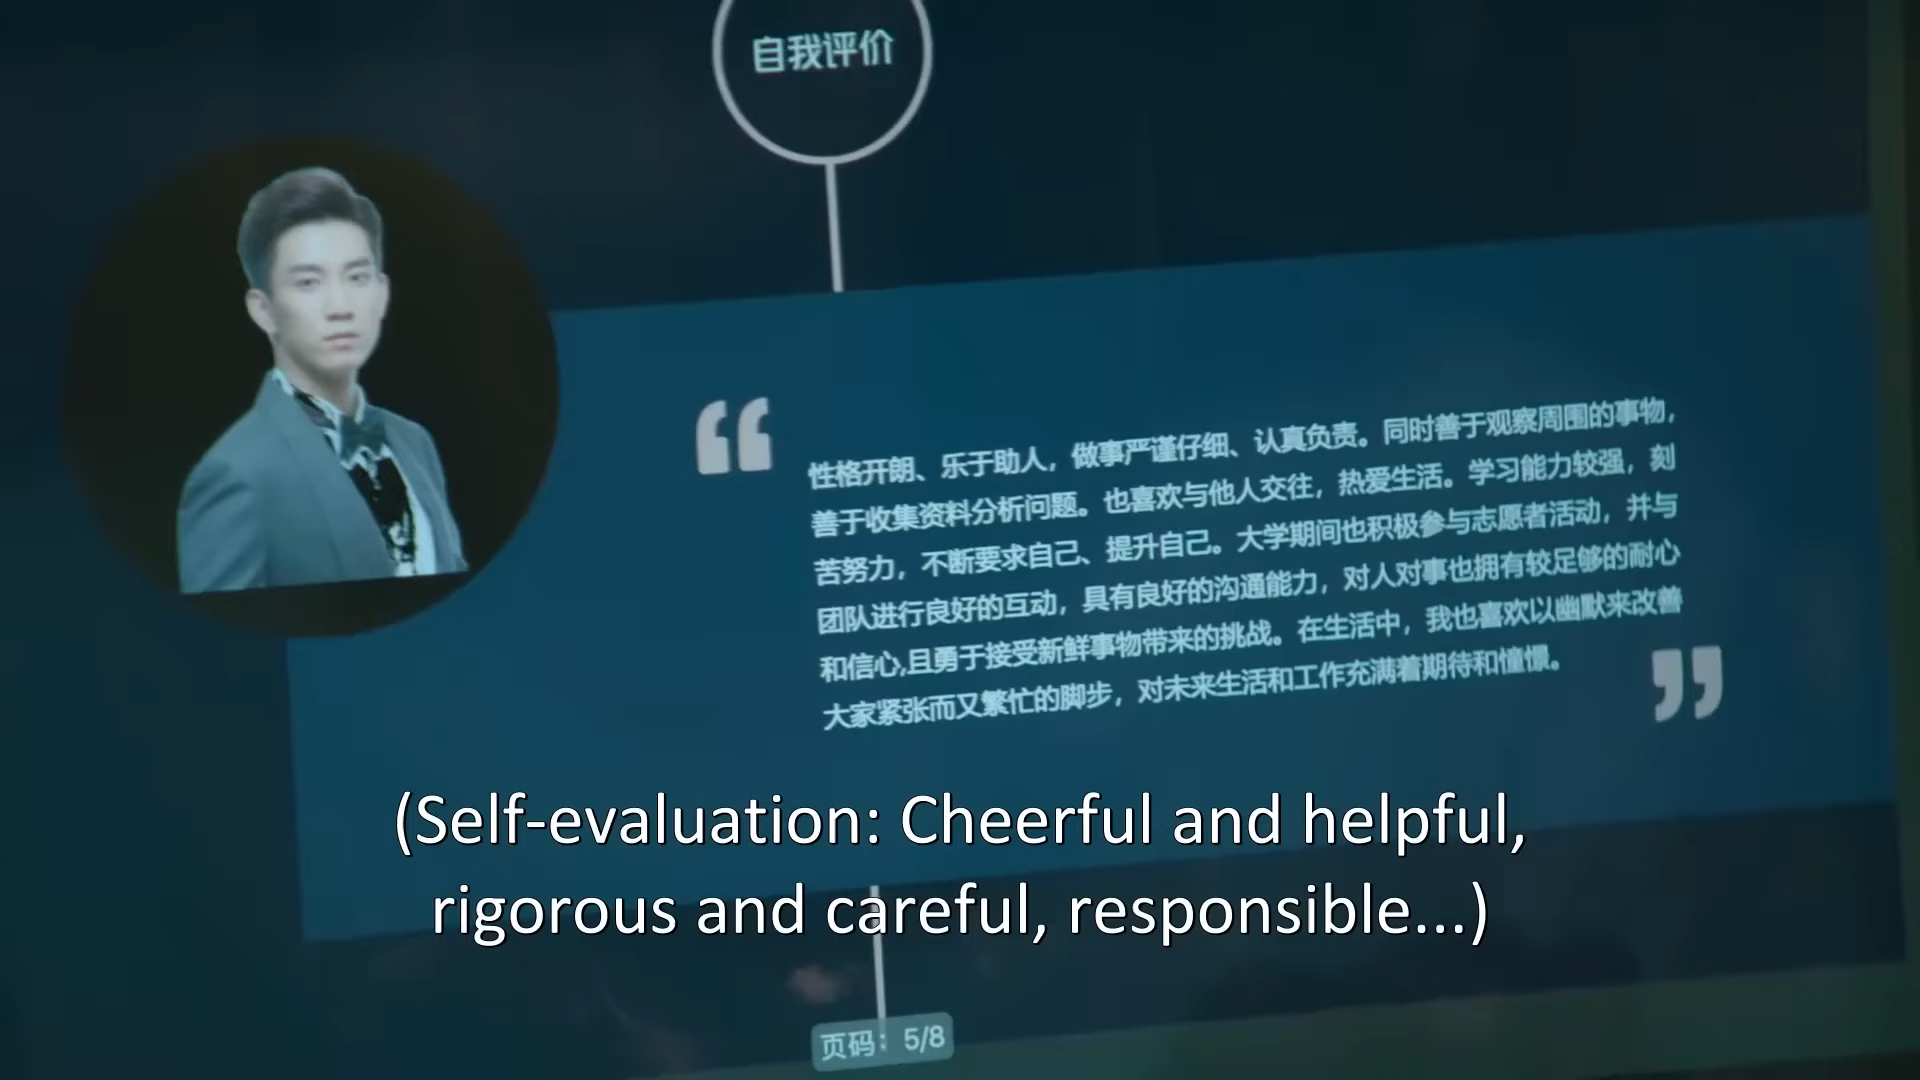 自我评价
性格开朗、乐于助人，做事严谨仔细、认真负责。同时善于观察周围的事物，
善于收集资料分析问题。也喜欢与他人交往，热爱生活。学习能力较强，刻
苦努力，不断要求自己、提升自己。大学期间也积极参与志愿者活动，并与
团队进行良好的互动，具有良好的沟通能力，对人对事也拥有较足够的耐心
和信心,且勇于接受新鲜事物带来的挑战。在生活中，我也喜欢以幽默来改善
大家紧张而又繁忙的脚步，对未来生活和工作充满着期待和憧憬。
(Self-evaluation: Cheerful and helpful,
rigorous and careful, responsible...)
页码：5/8